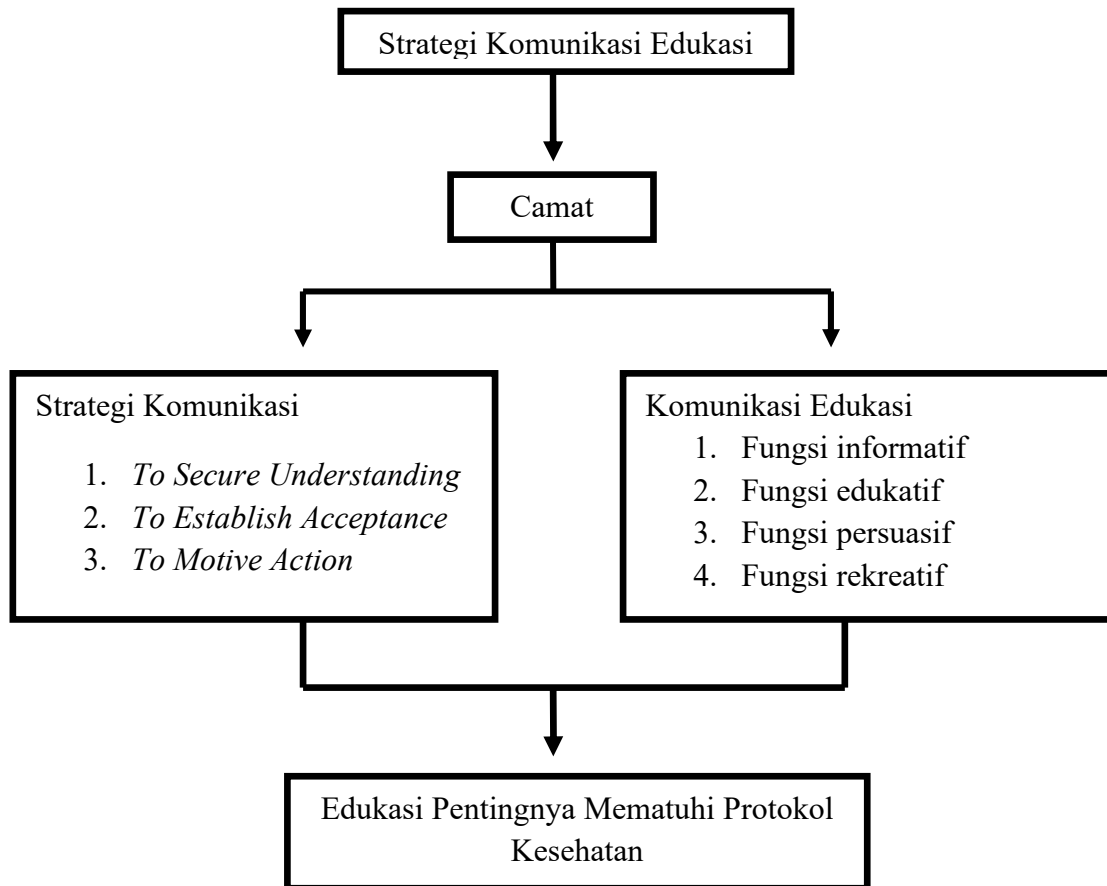 Strategi Komunikasi Edukasi
Camat
Strategi Komunikasi
1. To Secure Understanding
2. To Establish Acceptance
3. To Motive Action
Komunikasi Edukasi
1. Fungsi informatif
2. Fungsi edukatif
3. Fungsi persuasif
4. Fungsi rekreatif
Edukasi Pentingnya Mematuhi Protokol
Kesehatan